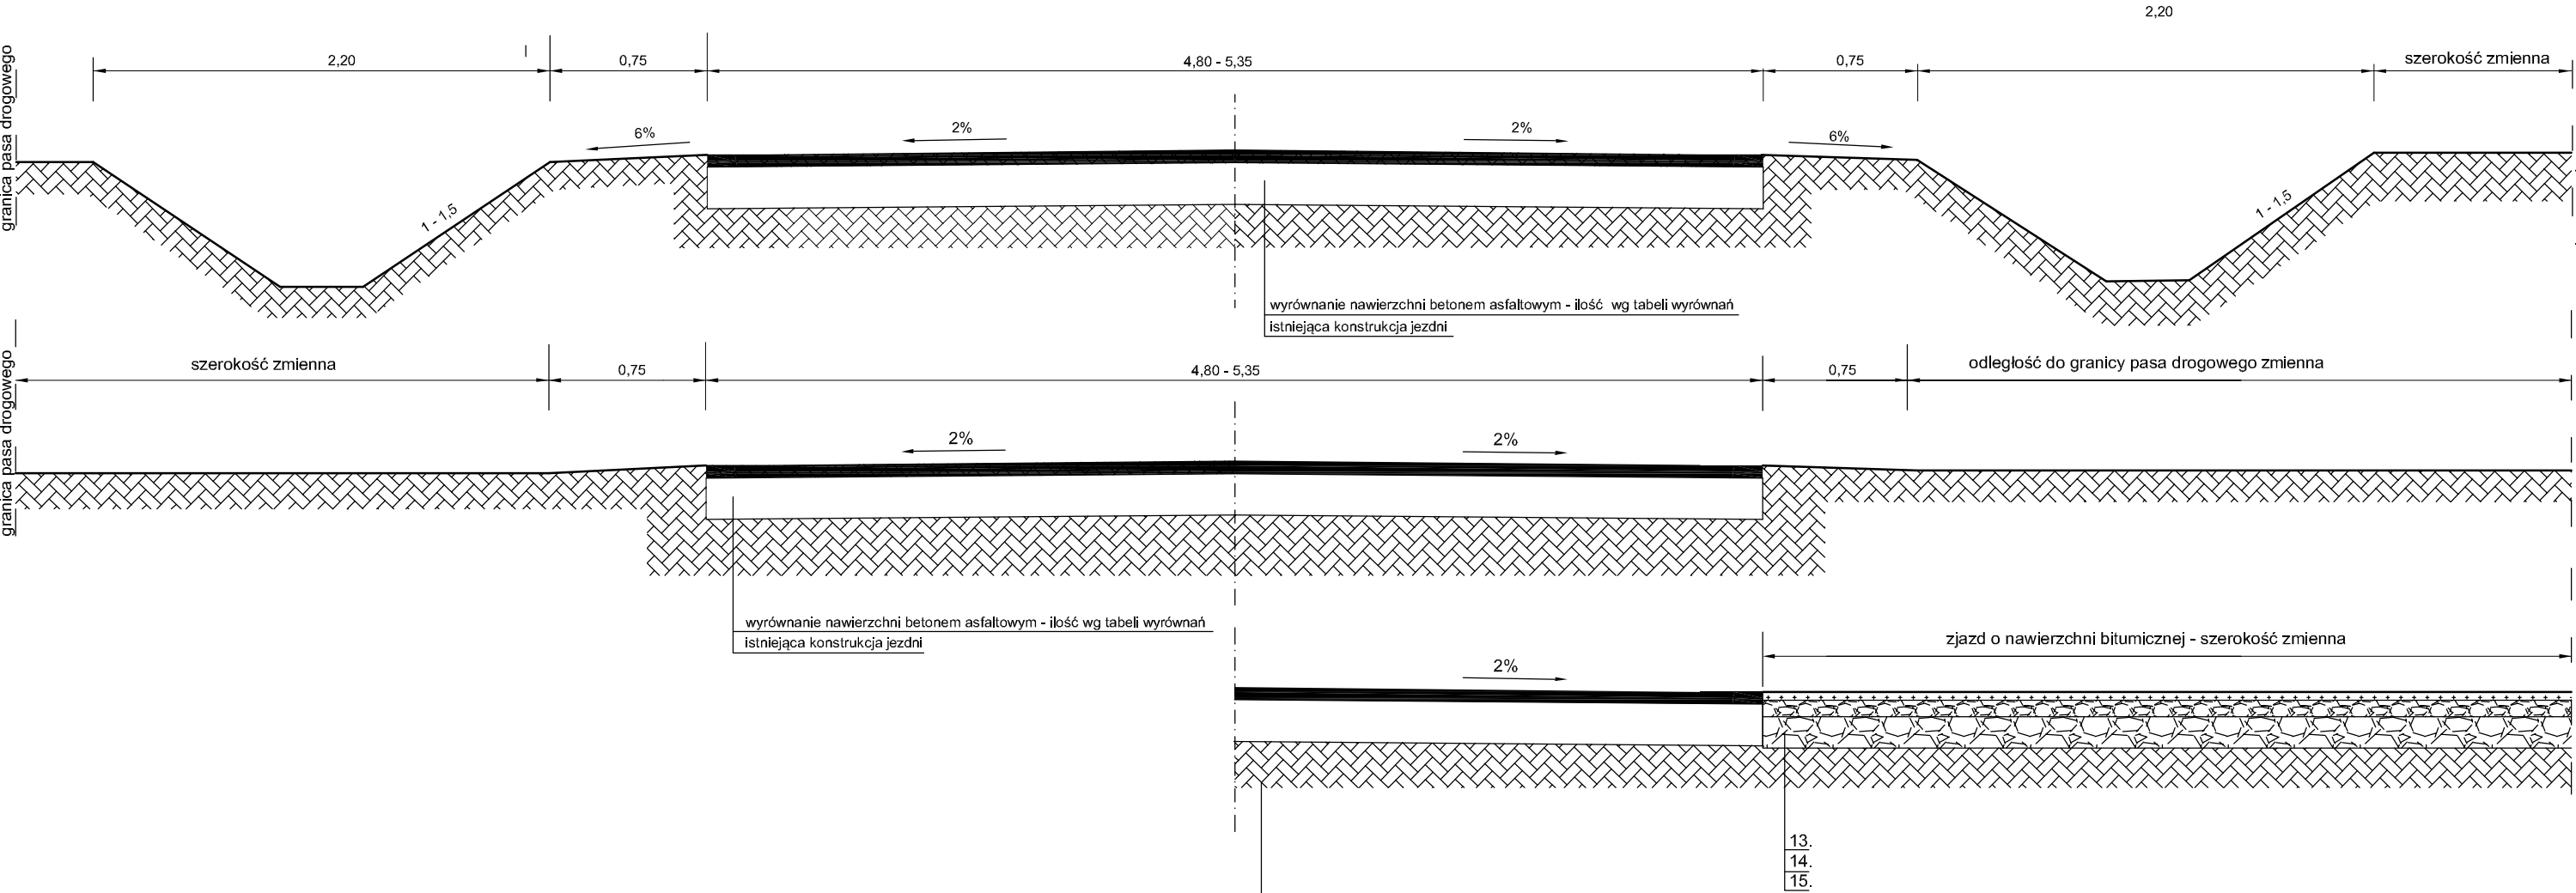 2,20
granica pasa drogowego
2,20
0,75
4,80 - 5,35
0,75
szerokość zmienna
6%
2%
2%
6%
1 - 1,5
1 - 1,5
wyrównanie nawierzchni betonem asfaltowym - ilość wg tabeli wyrównań
istniejąca konstrukcja jezdni
granica pasa drogowego
szerokość zmienna
0,75
4,80 - 5,35
0,75
odległość do granicy pasa drogowego zmienna
2%
2%
wyrównanie nawierzchni betonem asfaltowym - ilość wg tabeli wyrównań
istniejąca konstrukcja jezdni
zjazd o nawierzchni bitumicznej - szerokość zmienna
2%
13.
14.
15.